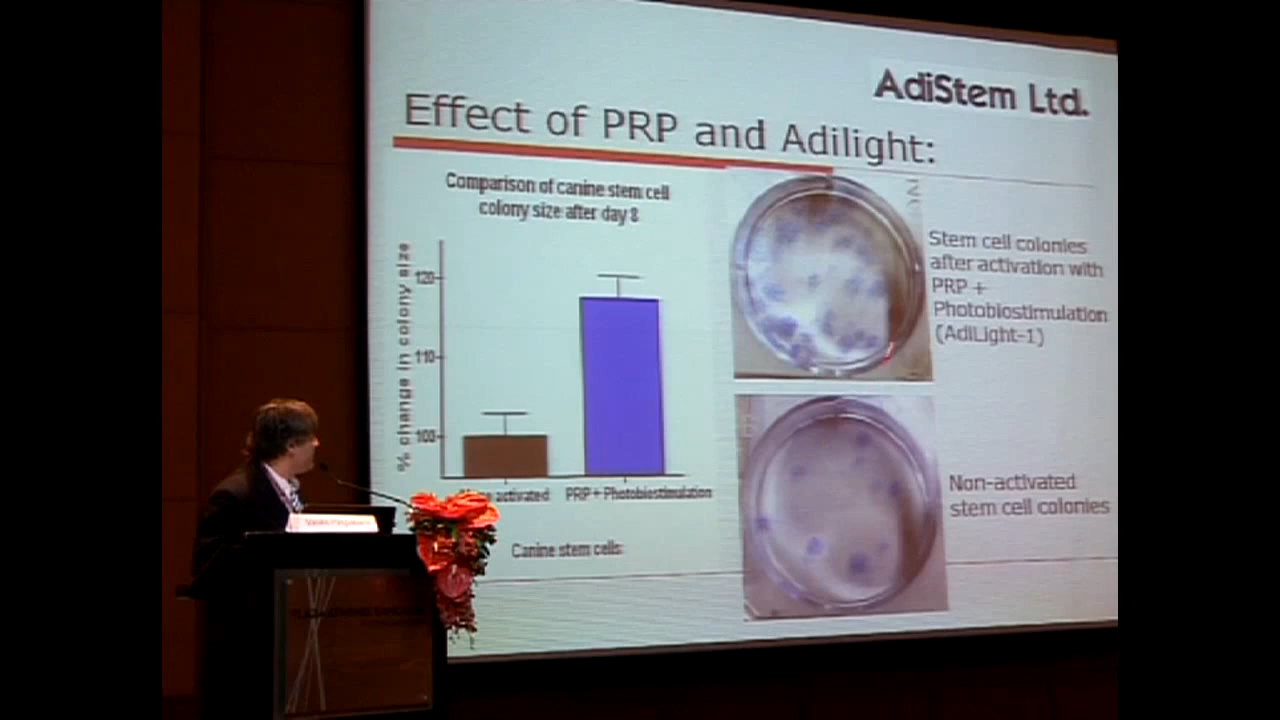 AdiStem Ltd.
Effect of PRP and Adilight:
Comparison of canine stem cell
colony size after day 8
% change in colony size
120
110
100
activated
PRP + Photobiostimulation
Canine stem cells
Stem cell colonies
after activation with
PRP +
Photobiostimulation
(AdiLight-1)
Non-activated
stem cell colonies